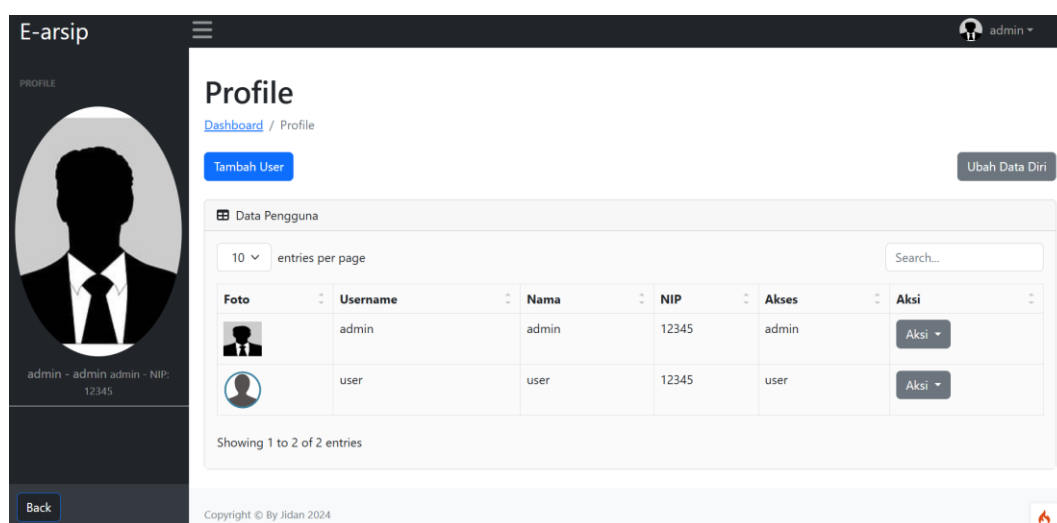 E-arsip
admin
PROFILE
admin - admin admin - NIP:
12345
Back
Profile
Dashboard / Profile
Tambah User
Ubah Data Diri
Data Pengguna
10 entries per page
Search...
Foto Username Nama NIP Akses Aksi
admin admin 12345 admin Aksi
user user 12345 user Aksi
Showing 1 to 2 of 2 entries
Copyright © By Jidan 2024